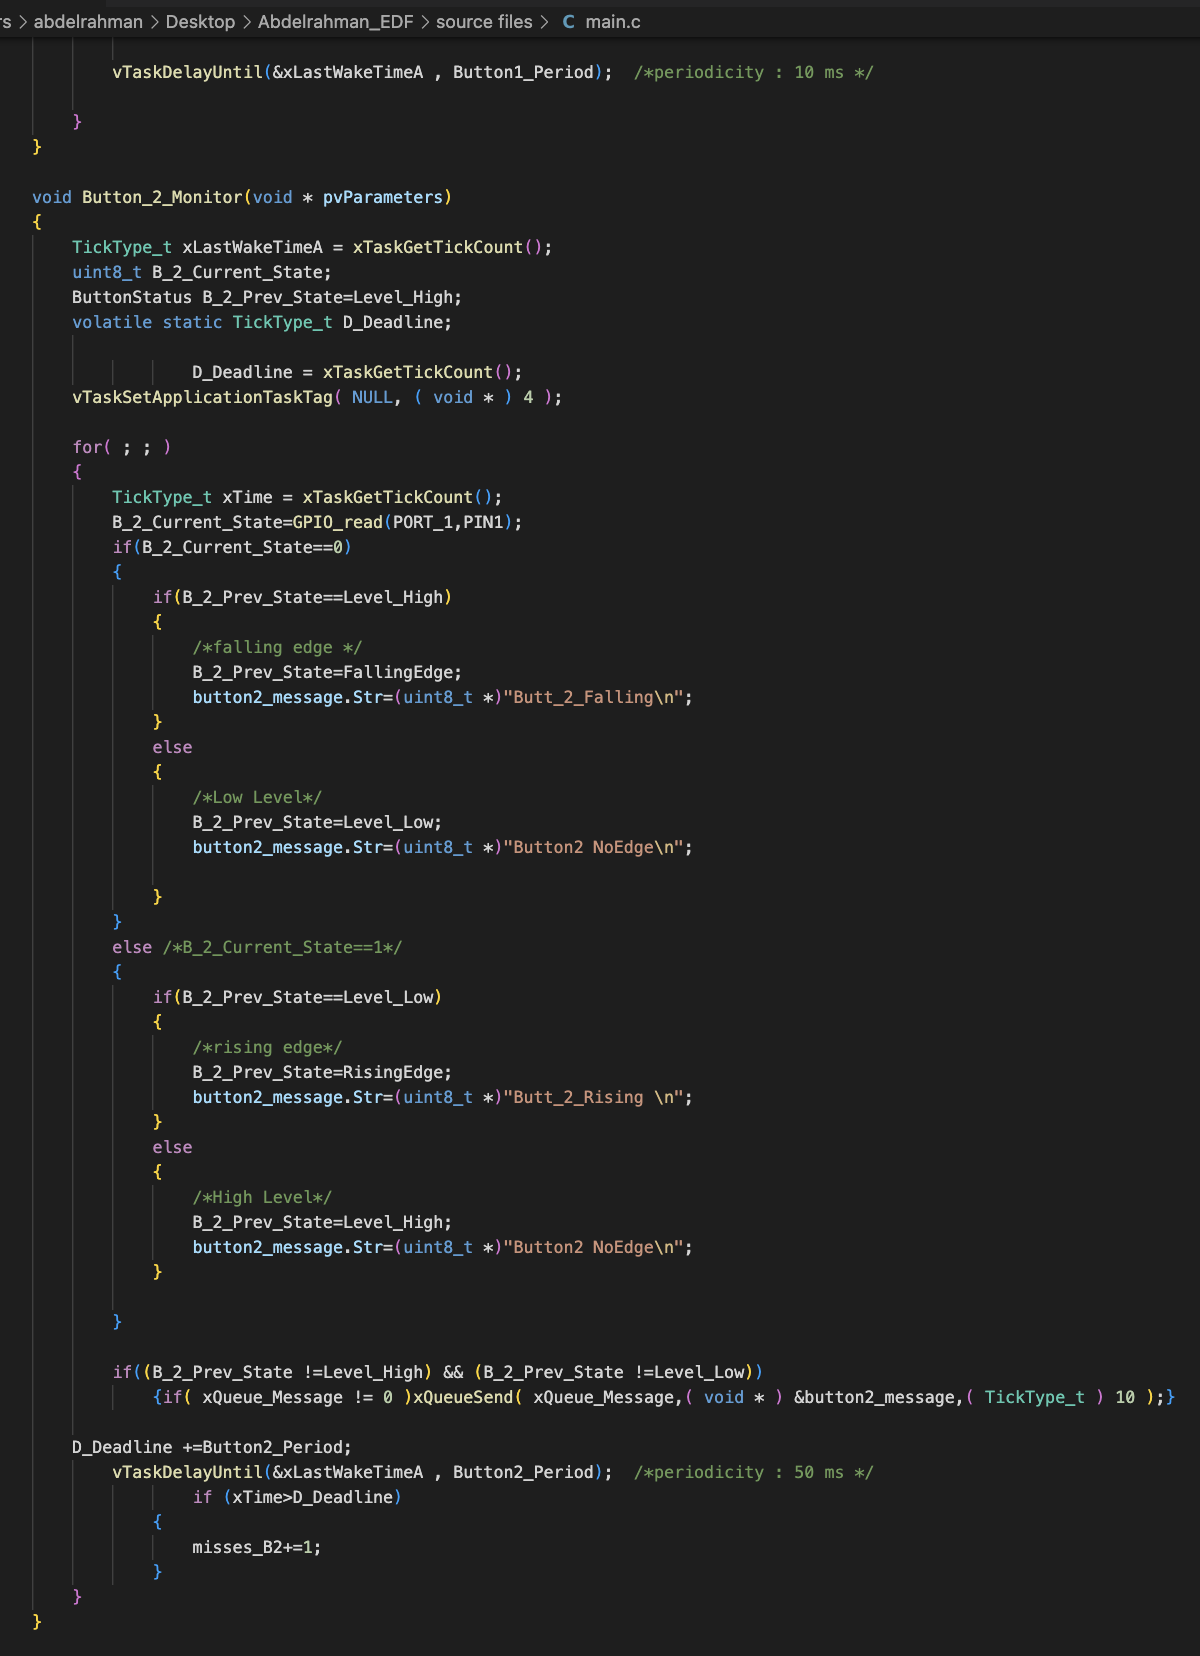 rs > abdelrahman > Desktop > Abdelrahman_EDF > source files > C main.c
vTaskDelayUntil(&xLastWakeTimeA , Button1_Period);  /*periodicity : 10 ms */
}
}
void Button_2_Monitor(void * pvParameters)
{
TickType_t xLastWakeTimeA = xTaskGetTickCount();
uint8_t B_2_Current_State;
ButtonStatus B_2_Prev_State=Level_High;
volatile static TickType_t D_Deadline;
D_Deadline = xTaskGetTickCount();
vTaskSetApplicationTaskTag( NULL, ( void * ) 4 );
for( ; ; )
{
TickType_t xTime = xTaskGetTickCount();
B_2_Current_State=GPIO_read(PORT_1,PIN1);
if(B_2_Current_State==0)
{
if(B_2_Prev_State==Level_High)
{
/*falling edge */
B_2_Prev_State=FallingEdge;
button2_message.Str=(uint8_t *)"Butt_2_Falling\n";
}
else
{
/*Low Level*/
B_2_Prev_State=Level_Low;
button2_message.Str=(uint8_t *)"Button2 NoEdge\n";
}
}
else /*B_2_Current_State==1*/
{
if(B_2_Prev_State==Level_Low)
{
/*rising edge*/
B_2_Prev_State=RisingEdge;
button2_message.Str=(uint8_t *)"Butt_2_Rising \n";
}
else
{
/*High Level*/
B_2_Prev_State=Level_High;
button2_message.Str=(uint8_t *)"Button2 NoEdge\n";
}
}
if((B_2_Prev_State !=Level_High) && (B_2_Prev_State !=Level_Low))
{if( xQueue_Message != 0 )xQueueSend( xQueue_Message,( void * ) &button2_message,( TickType_t ) 10 );}
D_Deadline +=Button2_Period;
vTaskDelayUntil(&xLastWakeTimeA , Button2_Period);  /*periodicity : 50 ms */
if (xTime>D_Deadline)
{
misses_B2+=1;
}
}
}